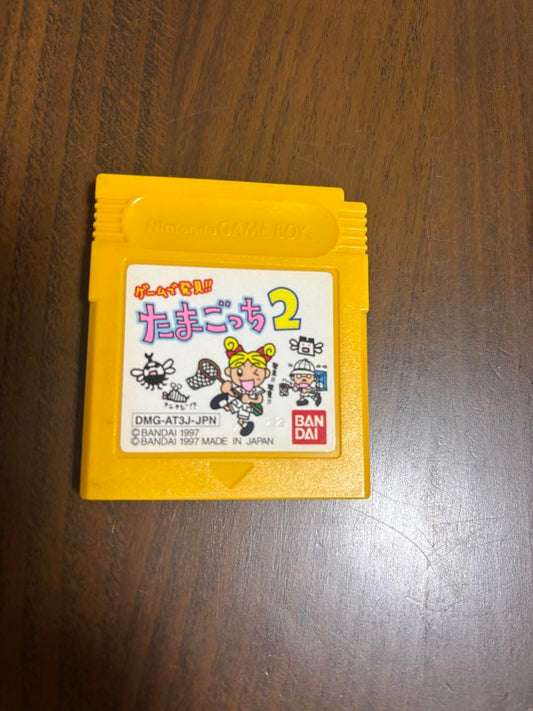 Nintendo GAME BOY
ゲームで発見!!
たまごっち2
DMG-AT3J-JPN
©BANDAI 1997
©BANDAI 1997 MADE IN JAPAN
BAN
DAI